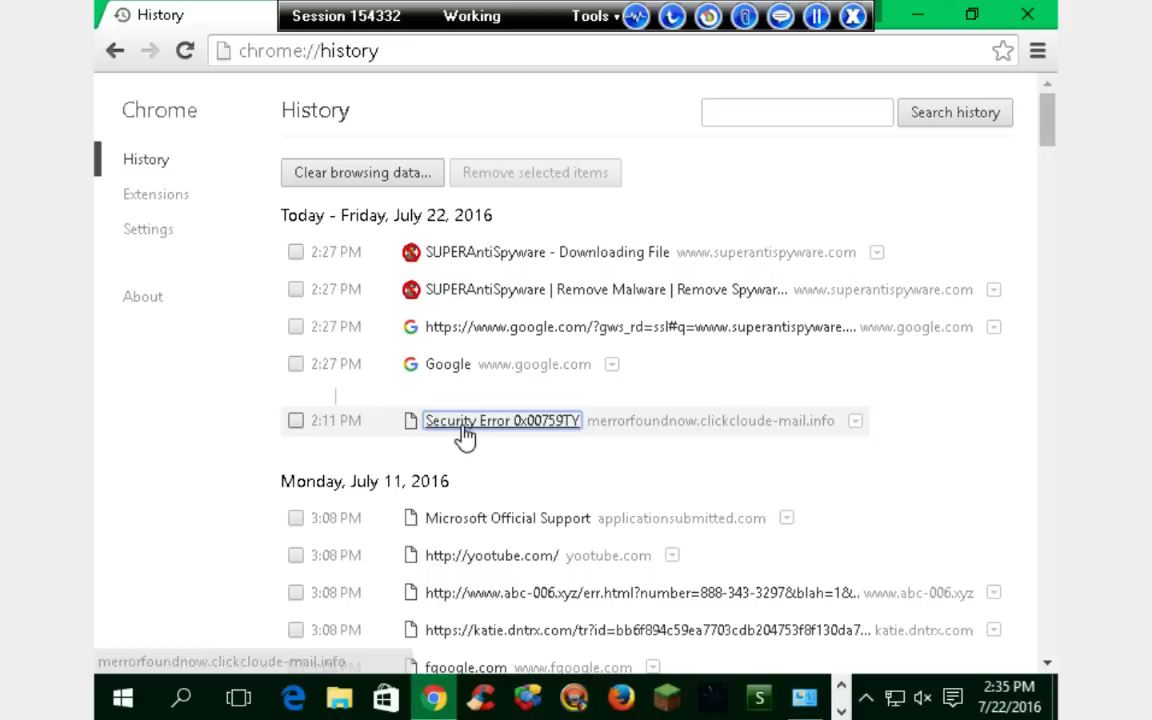 History
Session 154332 Working Tools
chrome://history
Chrome
History
Search history
History
Extensions
Settings
About
Clear browsing data... Remove selected items
Today - Friday, July 22, 2016
2:27 PM SUPERAntiSpyware - Downloading File www.superantispyware.com
2:27 PM SUPERAntiSpyware | Remove Malware | Remove Spywar... www.superantispyware.com
2:27 PM https://www.google.com/?gws_rd=ssl#q=www.superantispyware.... www.google.com
2:27 PM Google www.google.com
2:11 PM Security Error 0x00759TY merrorfoundnow.clickcloude-mail.info
Monday, July 11, 2016
3:08 PM Microsoft Official Support applicationsubmitted.com
3:08 PM http://yootube.com/ yootube.com
3:08 PM http://www.abc-006.xyz/err.html?number=888-343-3297&blah=1&.. www.abc-006.xyz
3:08 PM https://katie.dntrx.com/tr?id=bb6f894c59ea7703cdb204753f8f130da7... katie.dntrx.com
fgoogle.com www.fgoogle.com
merrorfoundnow.clickcloude-mail.info
S
2:35 PM
7/22/2016